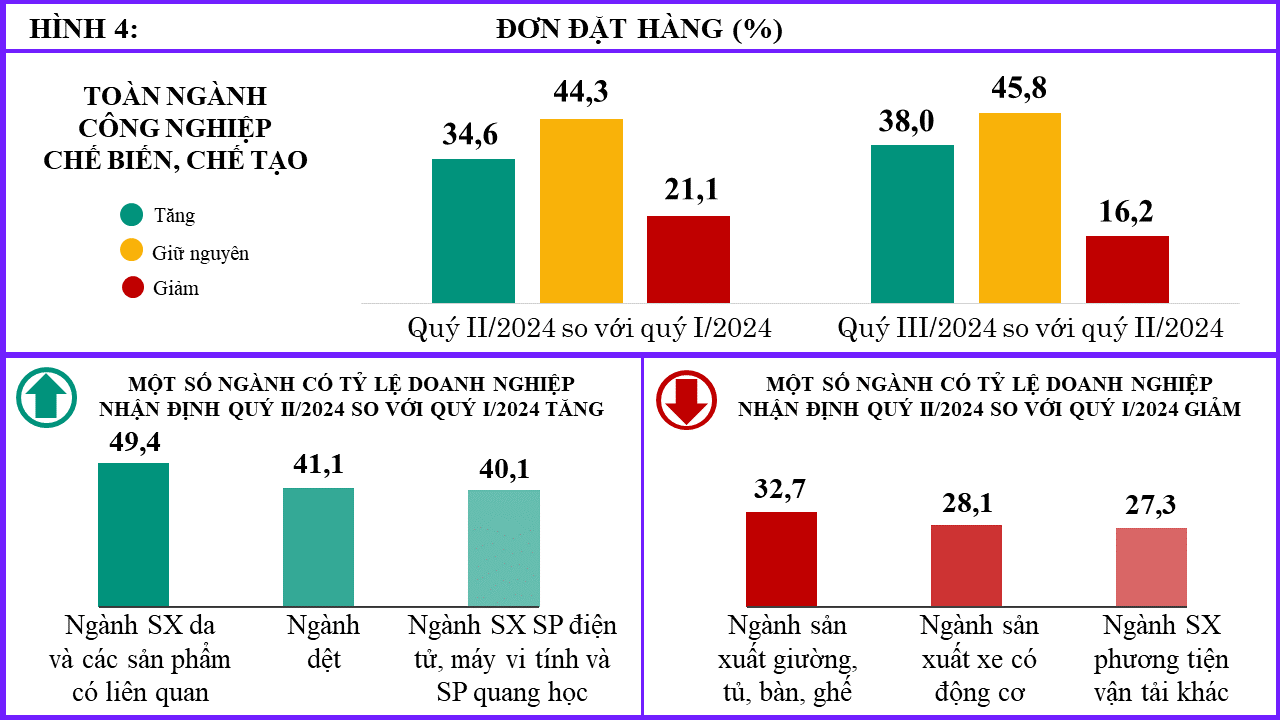 HÌNH 4:
ĐƠN ĐẶT HÀNG (%)
TOÀN NGÀNH
CÔNG NGHIỆP
CHẾ BIẾN, CHẾ TẠO
Tăng
Giữ nguyên
Giảm
34,6
44,3
21,1
38,0
45,8
16,2
Quý II/2024 so với quý I/2024
Quý III/2024 so với quý II/2024
MỘT SỐ NGÀNH CÓ TỶ LỆ DOANH NGHIỆP
NHẬN ĐỊNH QUÝ II/2024 SO VỚI QUÝ I/2024 TĂNG
49,4
41,1
40,1
Ngành SX da
và các sản phẩm
có liên quan
Ngành
dệt
Ngành SX SP điện
tử, máy vi tính và
SP quang học
MỘT SỐ NGÀNH CÓ TỶ LỆ DOANH NGHIỆP
NHẬN ĐỊNH QUÝ II/2024 SO VỚI QUÝ I/2024 GIẢM
32,7
28,1
27,3
Ngành sản
xuất giường,
tủ, bàn, ghế
Ngành sản
xuất xe có
động cơ
Ngành SX
phương tiện
vận tải khác